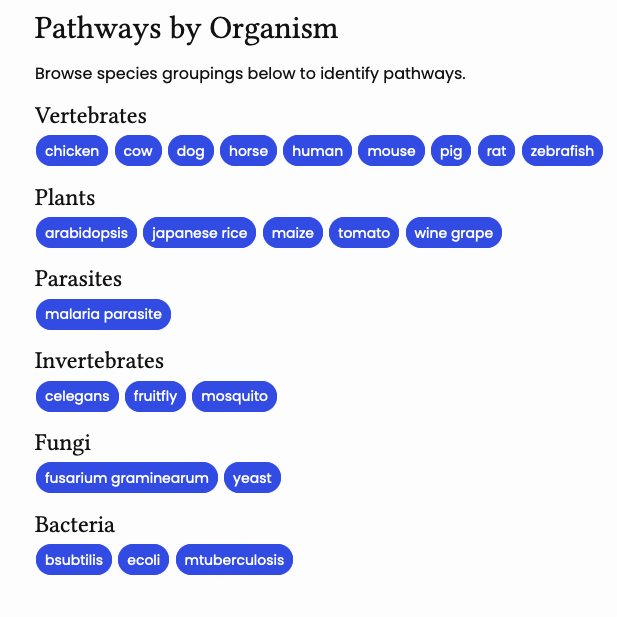 Pathways by Organism
Browse species groupings below to identify pathways.
Vertebrates
chicken cow dog horse human mouse pig rat zebrafish
Plants
arabidopsis japanese rice maize tomato wine grape
Parasites
malaria parasite
Invertebrates
celegans fruitfly mosquito
Fungi
fusarium graminearum yeast
Bacteria
bsubtilis ecoli mtuberculosis